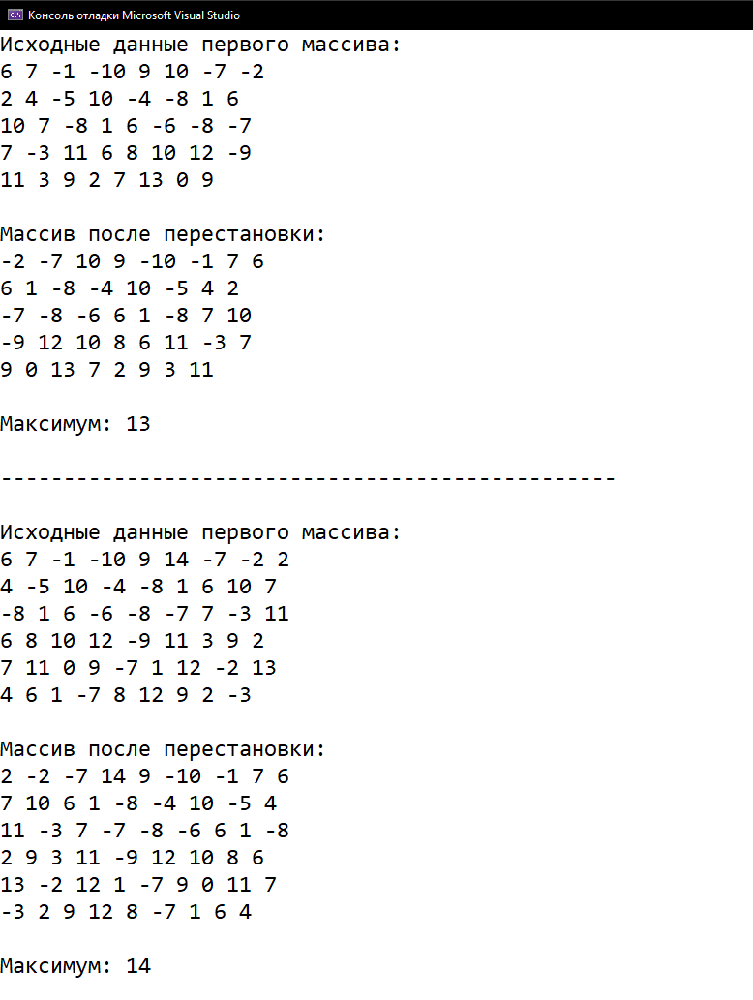 Консоль отладки Microsoft Visual Studio
Исходные данные первого массива:
6 7 -1 -10 9 10 -7 -2
2 4 -5 10 -4 -8 1 6
10 7 -8 1 6 -6 -8 -7
7 -3 11 6 8 10 12 -9
11 3 9 2 7 13 0 9
Массив после перестановки:
-2 -7 10 9 -10 -1 7 6
6 1 -8 -4 10 -5 4 2
-7 -8 -6 6 1 -8 7 10
-9 12 10 8 6 11 -3 7
9 0 13 7 2 9 3 11
Максимум: 13
-------------------------------------------------
Исходные данные первого массива:
6 7 -1 -10 9 14 -7 -2 2
4 -5 10 -4 -8 1 6 10 7
-8 1 6 -6 -8 -7 7 -3 11
6 8 10 12 -9 11 3 9 2
7 11 0 9 -7 1 12 -2 13
4 6 1 -7 8 12 9 2 -3
Массив после перестановки:
2 -2 -7 14 9 -10 -1 7 6
7 10 6 1 -8 -4 10 -5 4
11 -3 7 -7 -8 -6 6 1 -8
2 9 3 11 -9 12 10 8 6
13 -2 12 1 -7 9 0 11 7
-3 2 9 12 8 -7 1 6 4
Максимум: 14